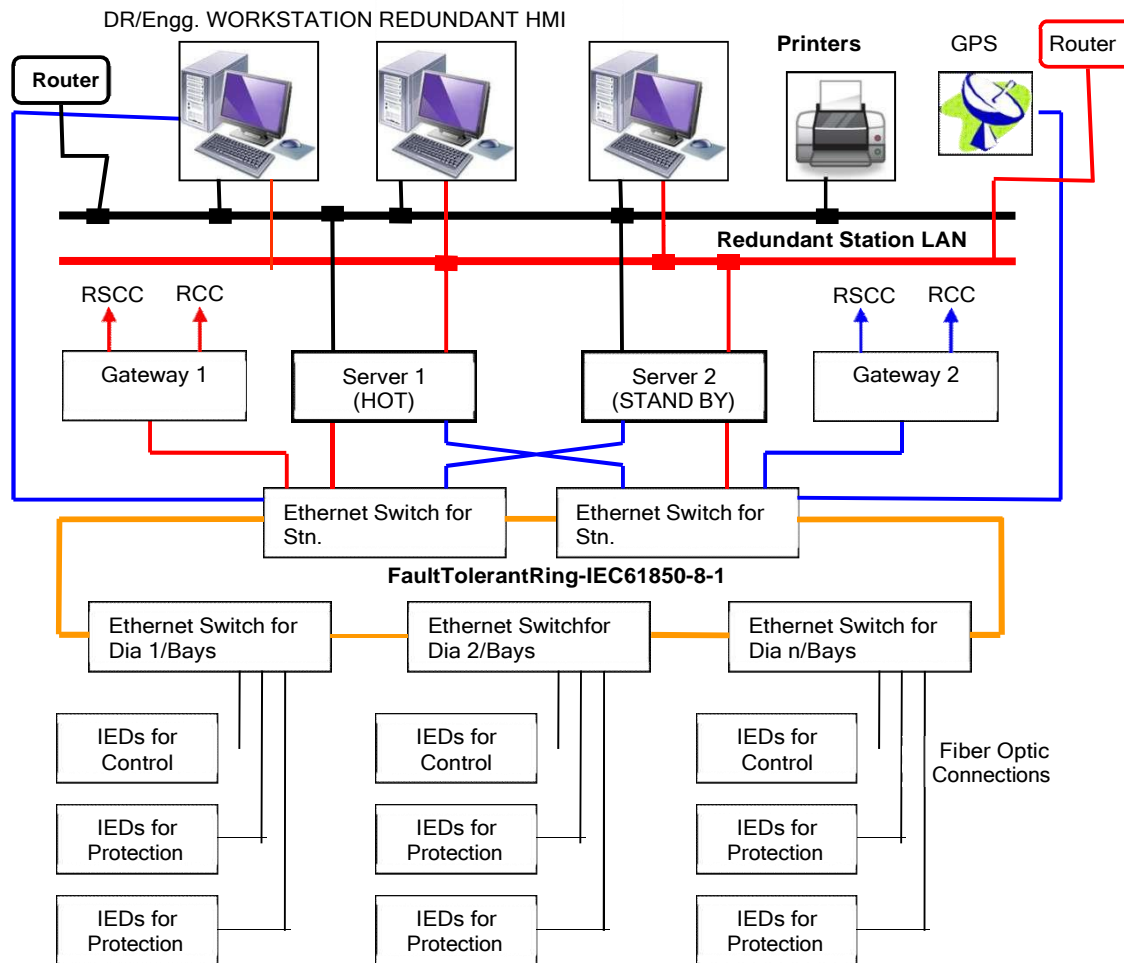 DR/Engg. WORKSTATION REDUNDANT HMI
Printers
GPS
Router
Router
Redundant Station LAN
RSCC
RCC
RSCC
RCC
Gateway 1
Server 1
(HOT)
Server 2
(STAND BY)
Gateway 2
Ethernet Switch for
Stn.
Ethernet Switch for
Stn.
FaultTolerantRing-IEC61850-8-1
Ethernet Switch for
Dia 1/Bays
Ethernet Switchfor
Dia 2/Bays
Ethernet Switch for
Dia n/Bays
IEDs for
Control
IEDs for
Control
IEDs for
Control
Fiber Optic
Connections
IEDs for
Protection
IEDs for
Protection
IEDs for
Protection
IEDs for
Protection
IEDs for
Protection
IEDs for
Protection